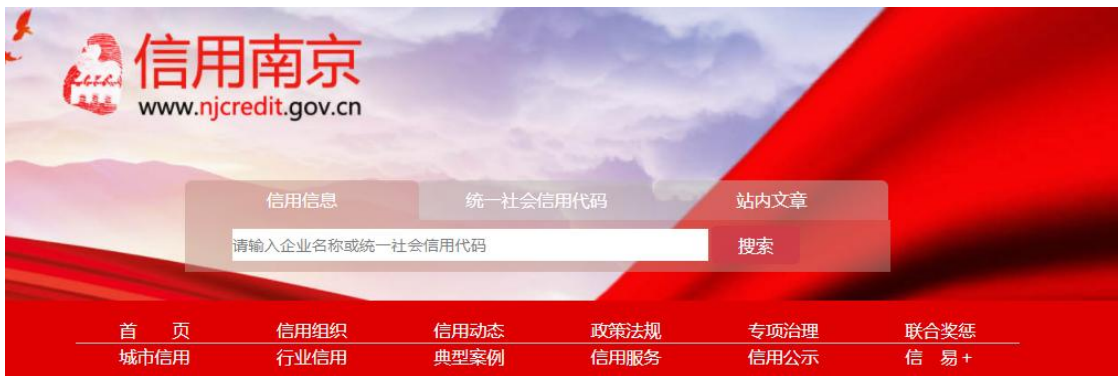 信用南京
www.njcredit.gov.cn
信用信息 统一社会信用代码 站内文章
请输入企业名称或统一社会信用代码 搜索
首 页 信用组织 信用动态 政策法规 专项治理 联合奖惩
城市信用 行业信用 典型案例 信用服务 信用公示 信 易+